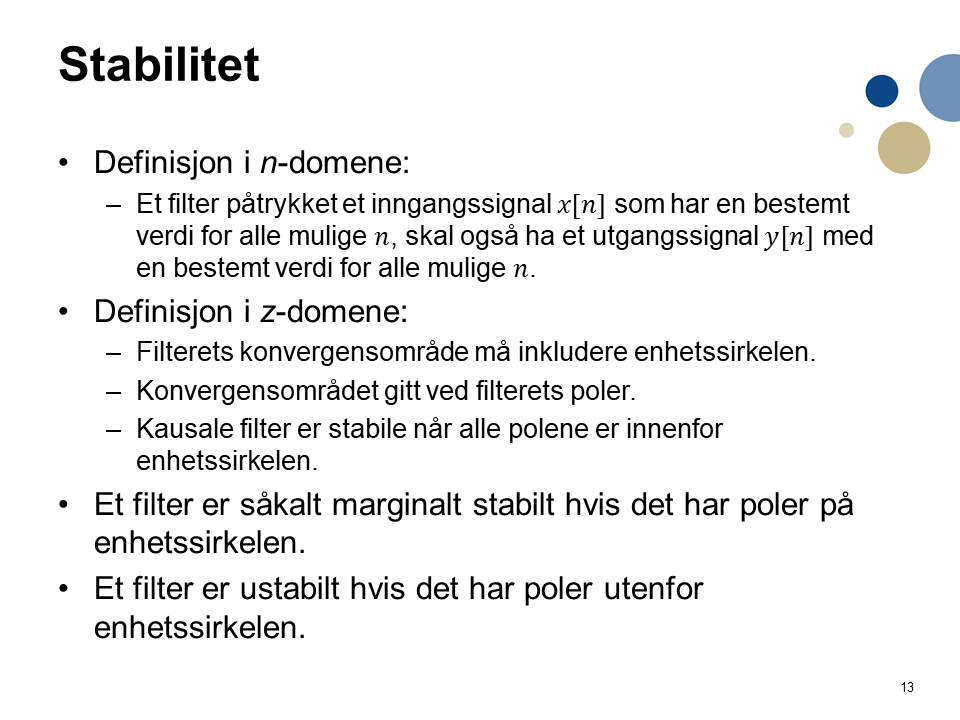 Stabilitet
• Definisjon i n-domene:
– Et filter påtrykket et inngangssignal 𝑥[𝑛] som har en bestemt
verdi for alle mulige 𝑛, skal også ha et utgangssignal 𝑦[𝑛] med
en bestemt verdi for alle mulige 𝑛.
• Definisjon i z-domene:
– Filterets konvergensområde må inkludere enhetssirkelen.
– Konvergensområdet gitt ved filterets poler.
– Kausale filter er stabile når alle polene er innenfor
enhetssirkelen.
• Et filter er såkalt marginalt stabilt hvis det har poler på
enhetssirkelen.
• Et filter er ustabilt hvis det har poler utenfor
enhetssirkelen.
13